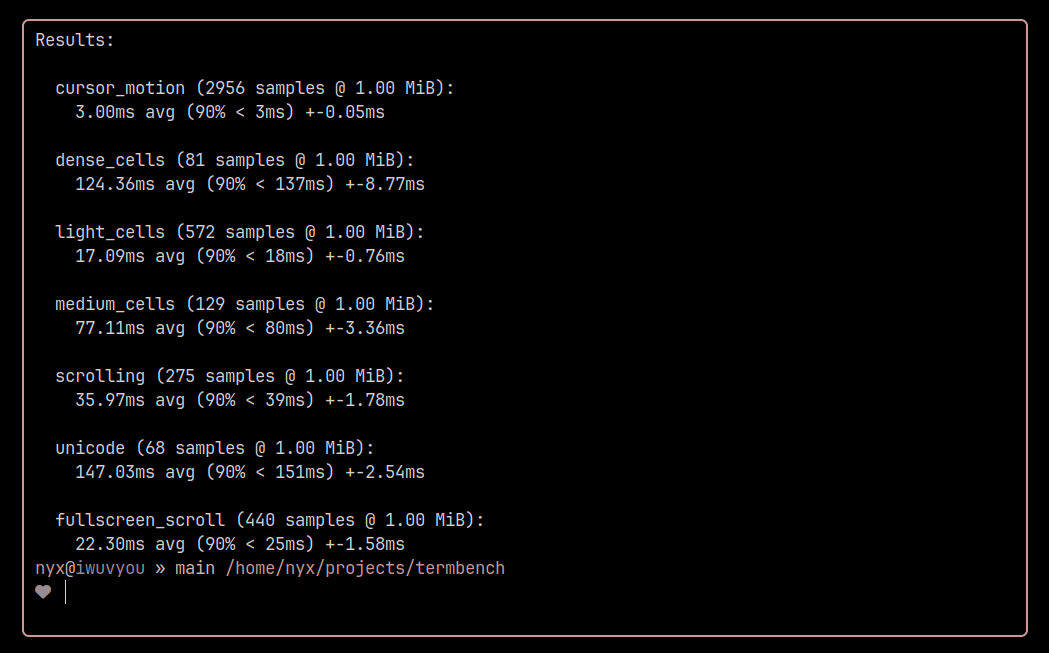 Results:
cursor_motion (2956 samples @ 1.00 MiB):
3.00ms avg (90% < 3ms) +-0.05ms
dense_cells (81 samples @ 1.00 MiB):
124.36ms avg (90% < 137ms) +-8.77ms
light_cells (572 samples @ 1.00 MiB):
17.09ms avg (90% < 18ms) +-0.76ms
medium_cells (129 samples @ 1.00 MiB):
77.11ms avg (90% < 80ms) +-3.36ms
scrolling (275 samples @ 1.00 MiB):
35.97ms avg (90% < 39ms) +-1.78ms
unicode (68 samples @ 1.00 MiB):
147.03ms avg (90% < 151ms) +-2.54ms
fullscreen_scroll (440 samples @ 1.00 MiB):
22.30ms avg (90% < 25ms) +-1.58ms
nyx@iwuvyou » main /home/nyx/projects/termbench
♥